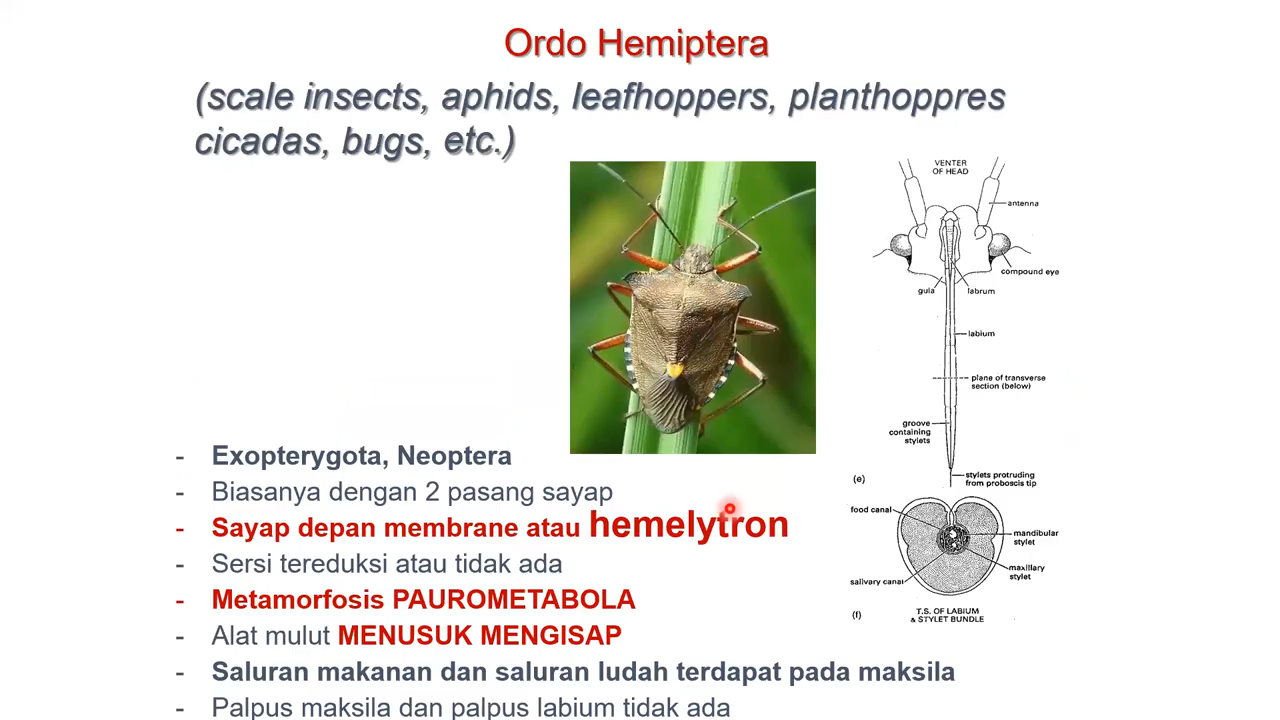 Ordo Hemiptera
(scale insects, aphids, leafhoppers, planthoppres
cicadas, bugs, etc.)
VENTER
OF HEAD
antenna
compound eye
gula
labrum
labium
plane of transverse
section (below)
groove
containing
stylets
stylets protruding
from proboscis tip
(e)
food canal
mandibular
stylet
maxillary
stylet
salivary canal
(f)
T.S. OF LABIUM
& STYLET BUNDLE
- Exopterygota, Neoptera
- Biasanya dengan 2 pasang sayap
- Sayap depan membrane atau hemelytron
- Sersi tereduksi atau tidak ada
- Metamorfosis PAUROMETABOLA
- Alat mulut MENUSUK MENGISAP
- Saluran makanan dan saluran ludah terdapat pada maksila
- Palpus maksila dan palpus labium tidak ada